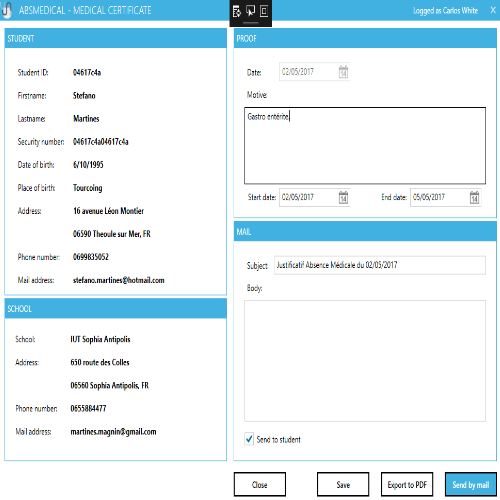 ABSMEDICAL - MEDICAL CERTIFICATE
Logged as Carlos White X
STUDENT
Student ID: 04617c4a
Firstname: Stefano
Lastname: Martines
Security number: 04617c4a04617c4a
Date of birth: 6/10/1995
Place of birth: Tourcoing
Address: 16 avenue Léon Montier
06590 Theoule sur Mer, FR
Phone number: 0699835052
Mail address: stefano.martines@hotmail.com
SCHOOL
School: IUT Sophia Antipolis
Address: 650 route des Colles
06560 Sophia Antipolis, FR
Phone number: 0655884477
Mail address: martines.magnin@gmail.com
PROOF
Date: 02/05/2017 14
Motive:
Gastro entérite
Start date: 02/05/2017 14 End date: 05/05/2017 14
MAIL
Subject: Justificatif Absence Médicale du 02/05/2017
Body:
Send to student
Close Save Export to PDF Send by mail